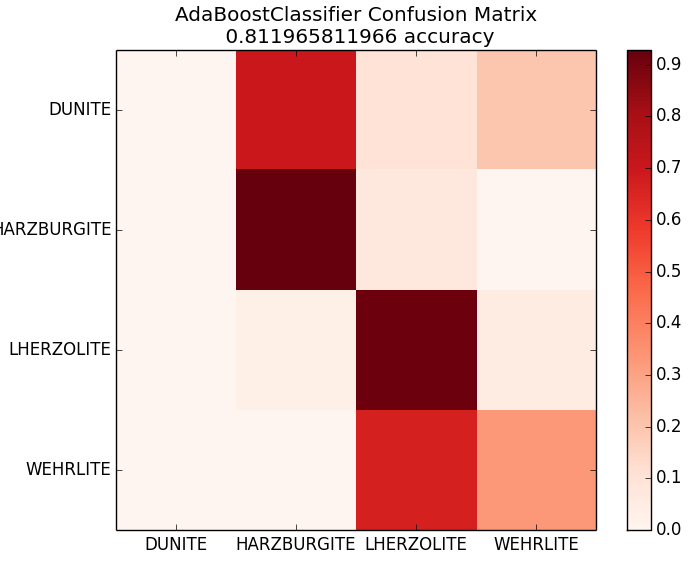 AdaBoostClassifier Confusion Matrix
0.811965811966 accuracy
DUNITE
HARZBURGITE
LHERZOLITE
WEHRLITE
DUNITE HARZBURGITE LHERZOLITE WEHRLITE
0.9
0.8
0.7
0.6
0.5
0.4
0.3
0.2
0.1
0.0